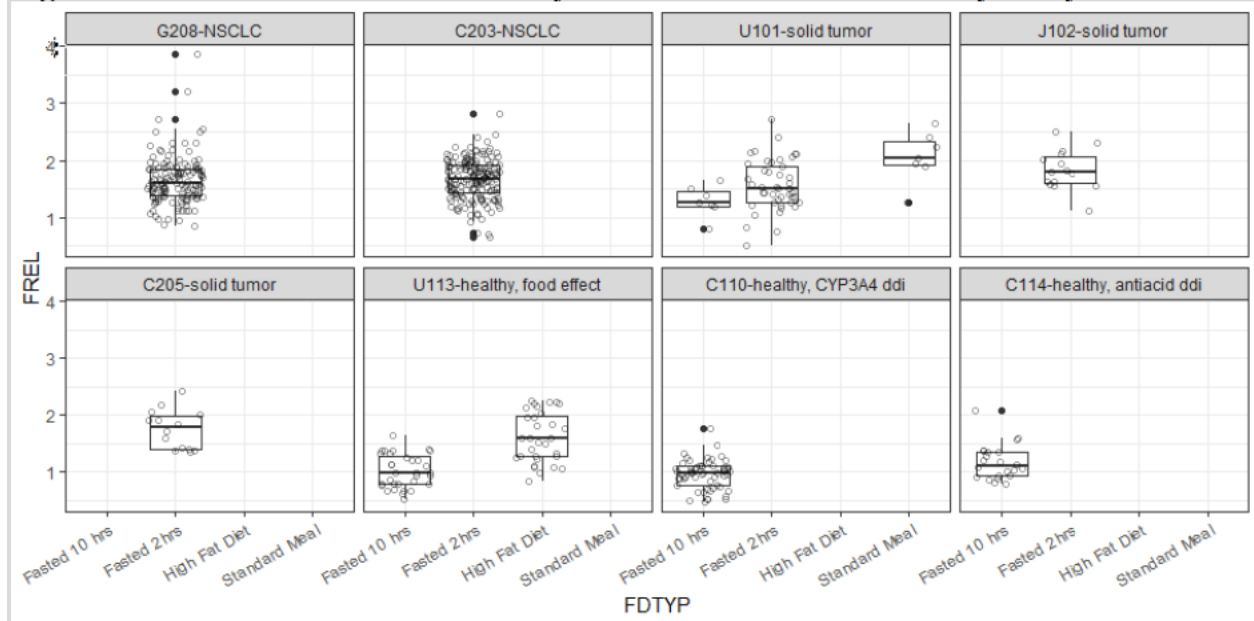 G208-NSCLC
C203-NSCLC
U101-solid tumor
J102-solid tumor
3
2
1
C205-solid tumor
U113-healthy, food effect
C110-healthy, CYP3A4 ddi
C114-healthy, antiacid ddi
FREL
4
3
2
1
Fasted 10 hrs
Fasted 2hrs
High Fat Diet
Standard Meal
Fasted 10 hrs
Fasted 2hrs
High Fat Diet
Standard Meal
Fasted 10 hrs
Fasted 2hrs
High Fat Diet
Standard Meal
Fasted 10 hrs
Fasted 2hrs
High Fat Diet
Standard Meal
FDTYP